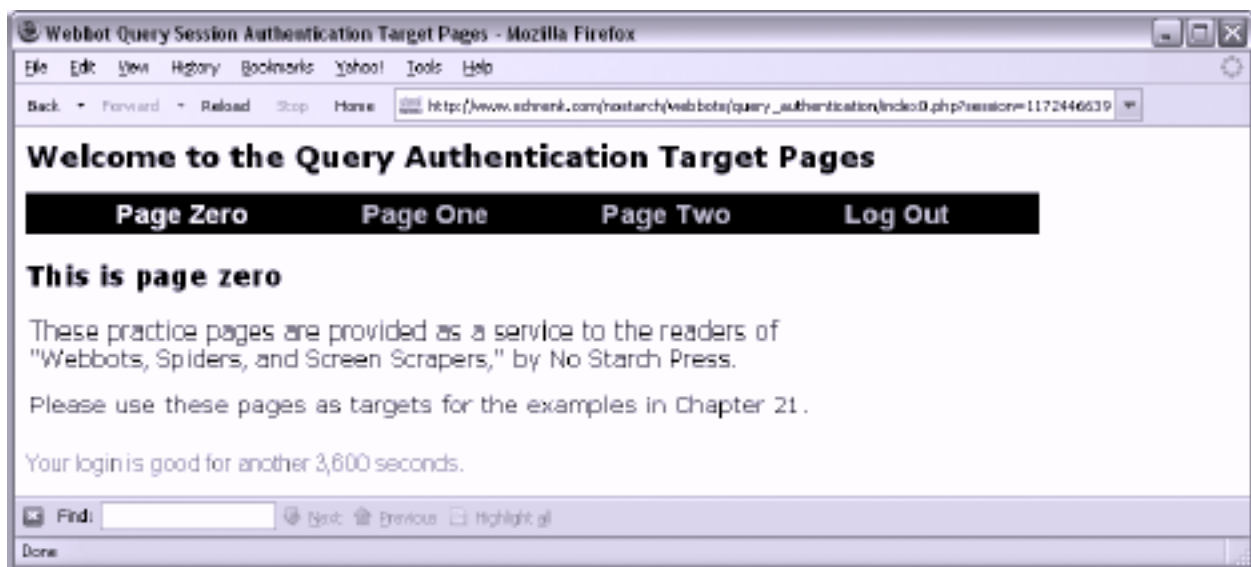 Webbot Query Session Authentication Target Pages - Mozilla Firefox
File Edit View History Bookmarks Yahoo! Tools Help
Back Forward Reload Stop Home http://www.schrenk.com/nostarch/webbots/query_authentication/index0.php?session=1172446639
Welcome to the Query Authentication Target Pages
Page Zero Page One Page Two Log Out
This is page zero
These practice pages are provided as a service to the readers of
"Webbots, Spiders, and Screen Scrapers," by No Starch Press.
Please use these pages as targets for the examples in Chapter 21.
Your login is good for another 3,600 seconds.
Find: Next Previous Highlight all
Done